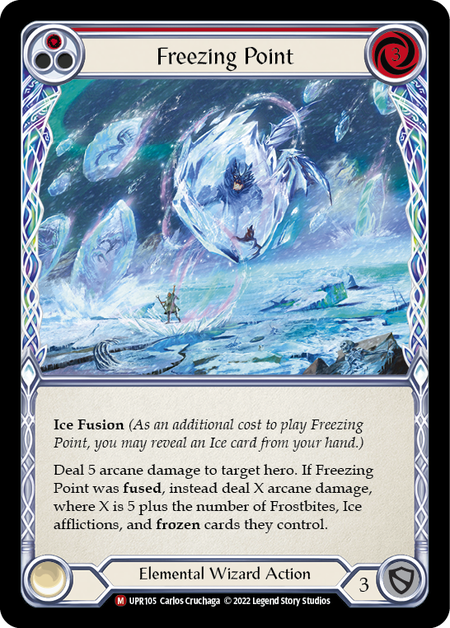 Freezing Point
3
Ice Fusion (As an additional cost to play Freezing
Point, you may reveal an Ice card from your hand.)
Deal 5 arcane damage to target hero. If Freezing
Point was fused, instead deal X arcane damage,
where X is 5 plus the number of Frostbites, Ice
afflictions, and frozen cards they control.
Elemental Wizard Action
3
M UPR105 Carlos Cruchaga © 2022 Legend Story Studios